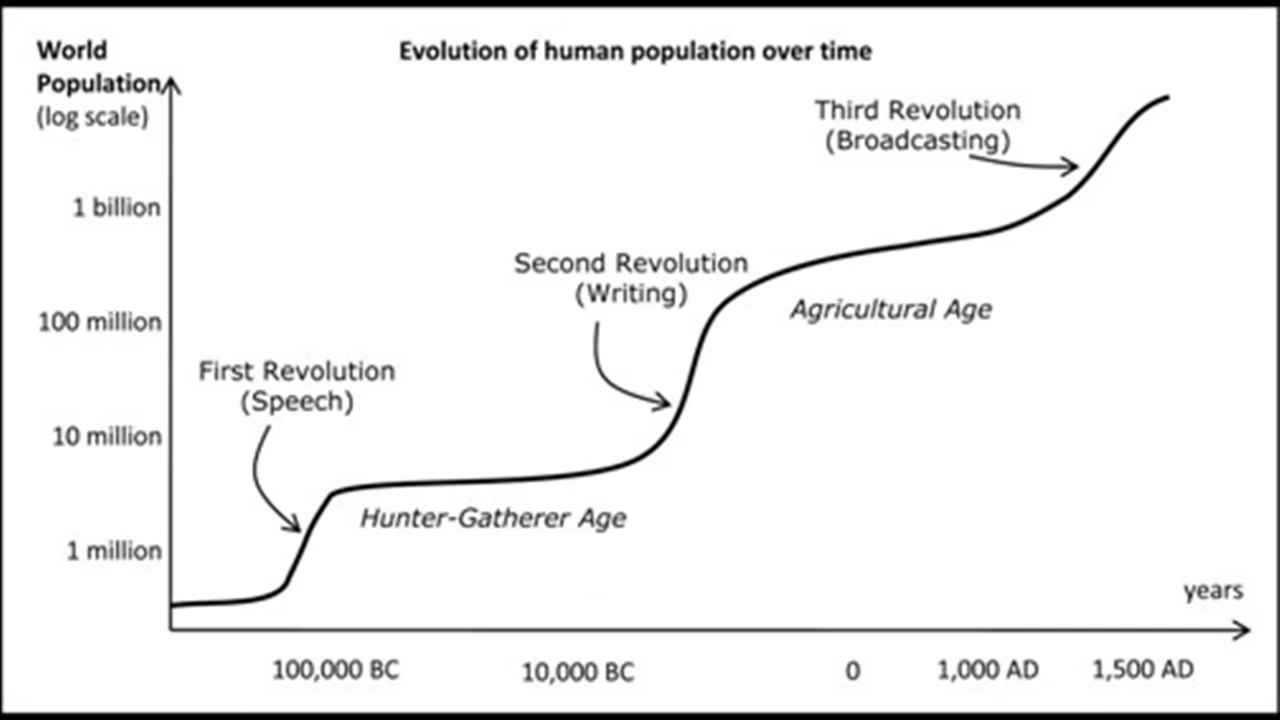 World
Population
(log scale)
Evolution of human population over time
Third Revolution
(Broadcasting)
1 billion
Second Revolution
(Writing)
Agricultural Age
100 million
First Revolution
(Speech)
10 million
Hunter-Gatherer Age
1 million
years
100,000 BC
10,000 BC
0
1,000 AD
1,500 AD